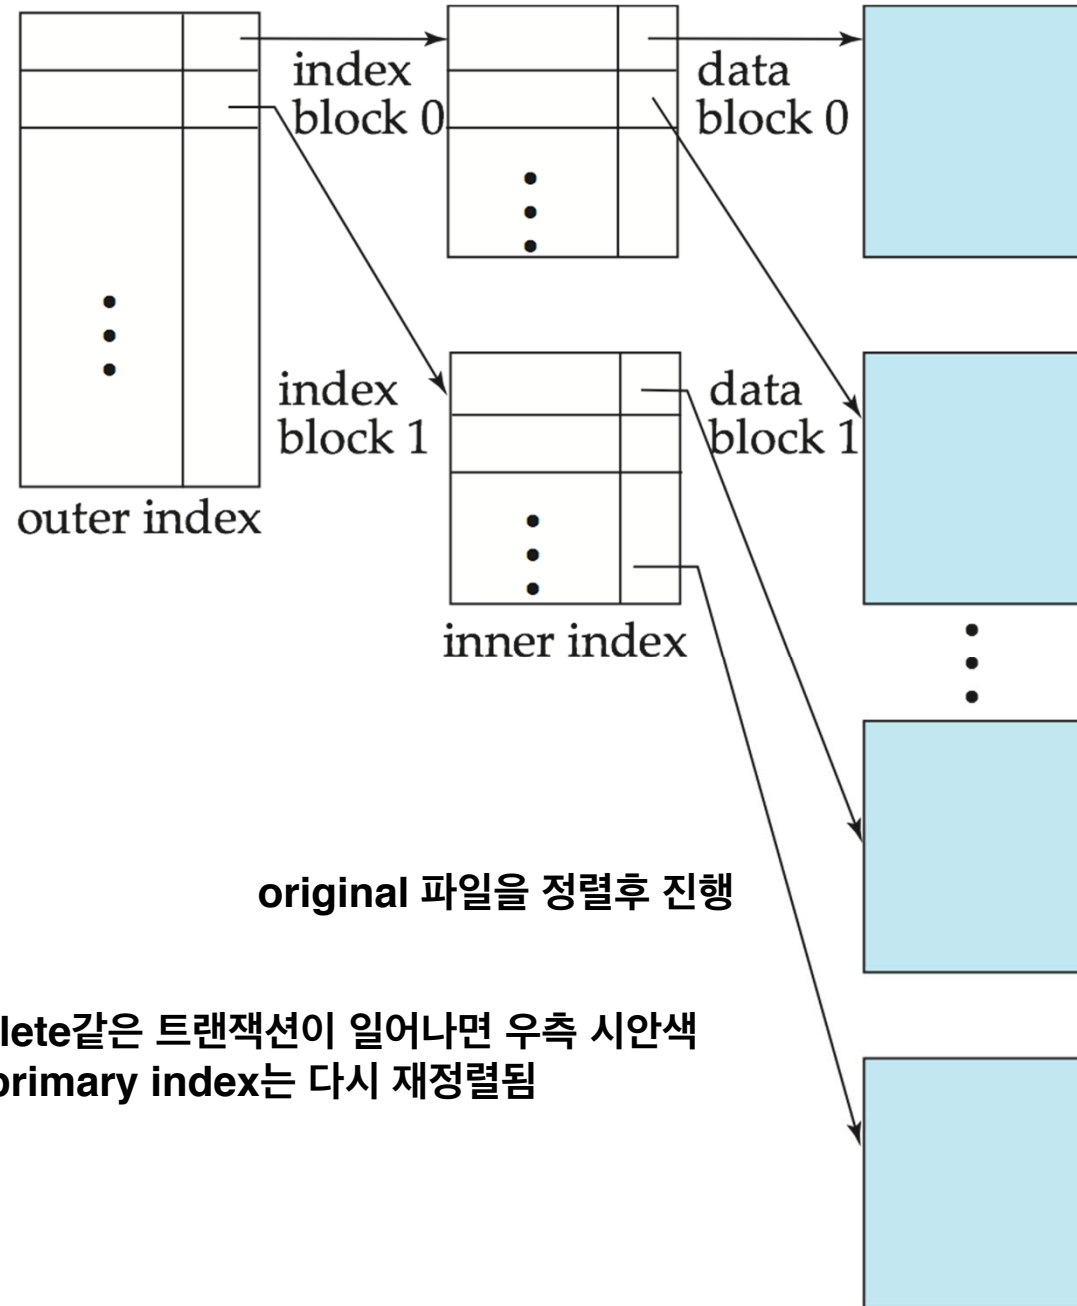 index
block 0
data
block 0
index
block 1
data
block 1
outer index
inner index
original 파일을 정렬후 진행
lete같은 트랜잭션이 일어나면 우측 시안색
primary index는 다시 재정렬됨